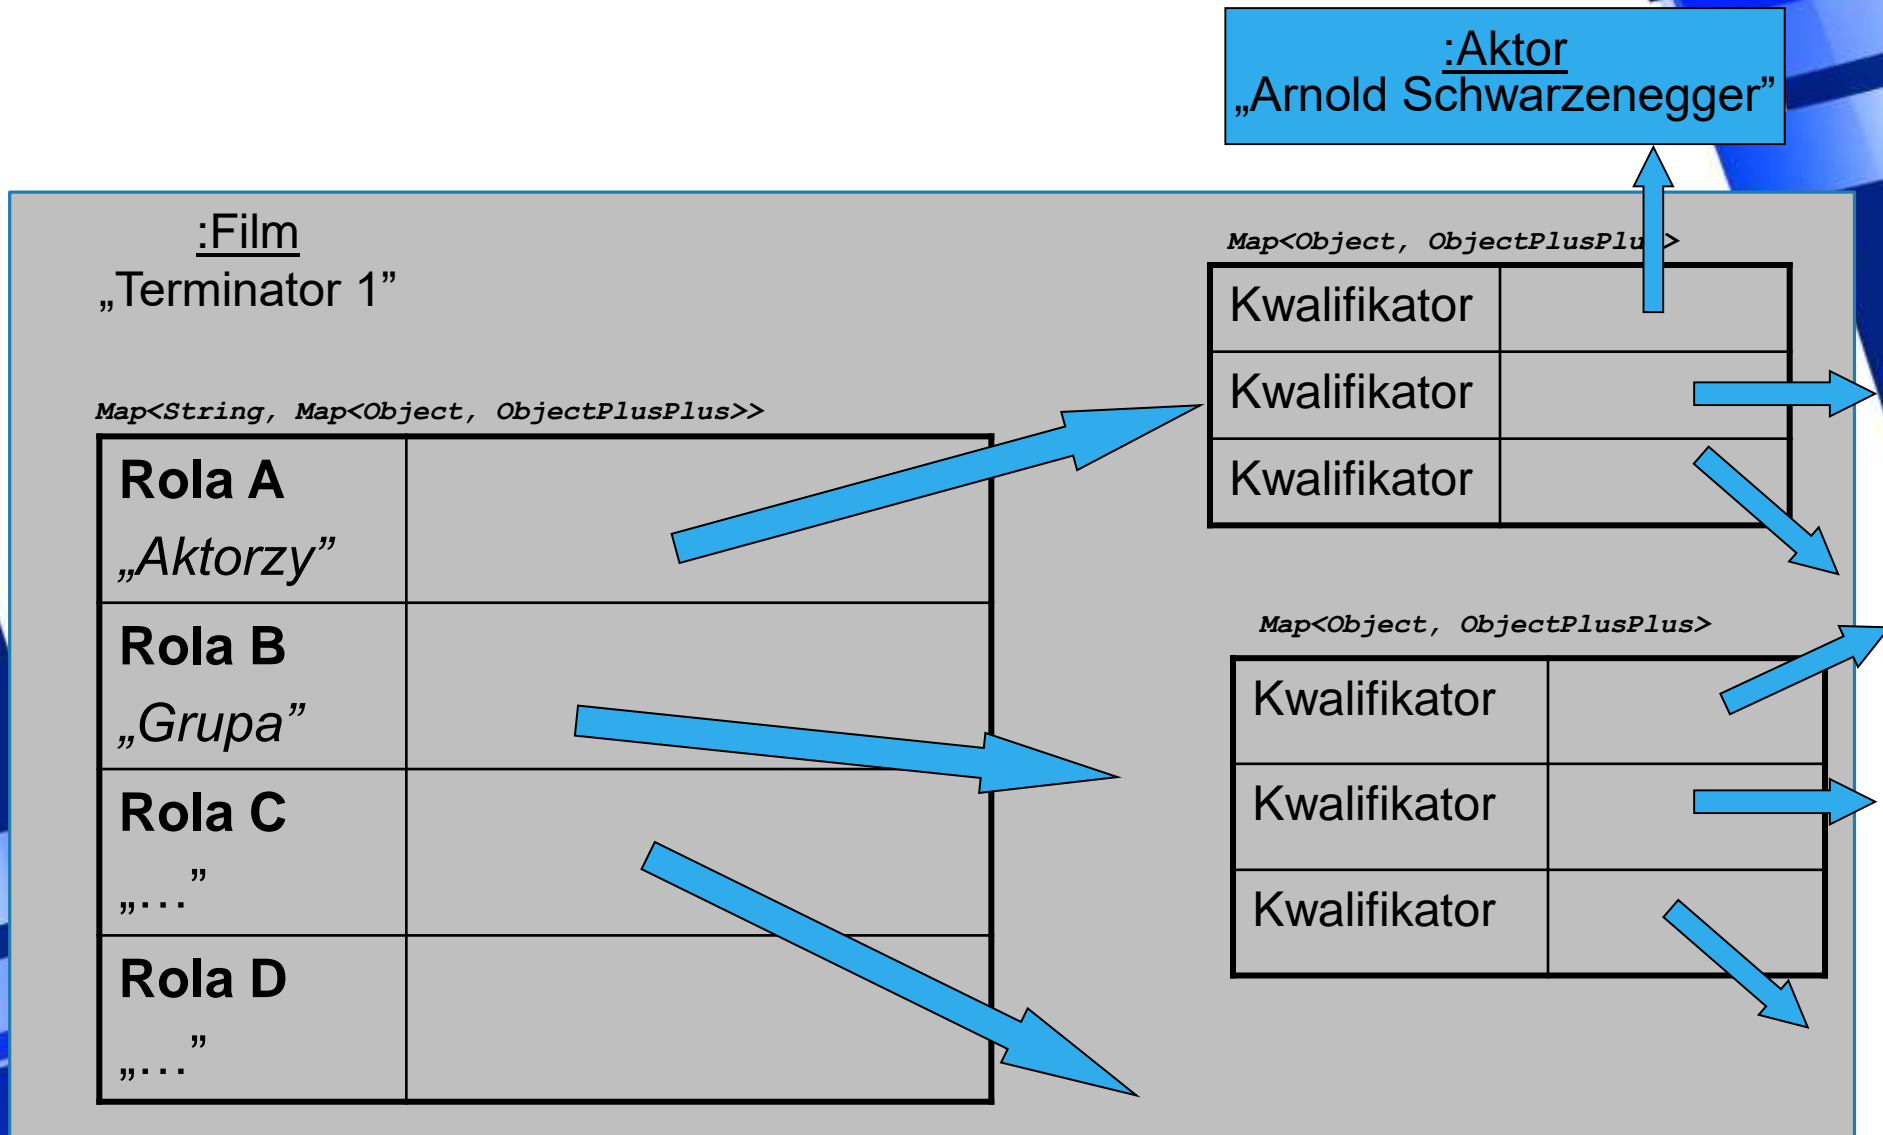 :Aktor
„Arnold Schwarzenegger”
:Film
„Terminator 1”
Map<String, Map<Object, ObjectPlusPlus>>
Rola A
„Aktorzy”
Rola B
„Grupa”
Rola C
„…”
Rola D
„…”
Map<Object, ObjectPlusPlus>
Kwalifikator
Kwalifikator
Kwalifikator
Map<Object, ObjectPlusPlus>
Kwalifikator
Kwalifikator
Kwalifikator